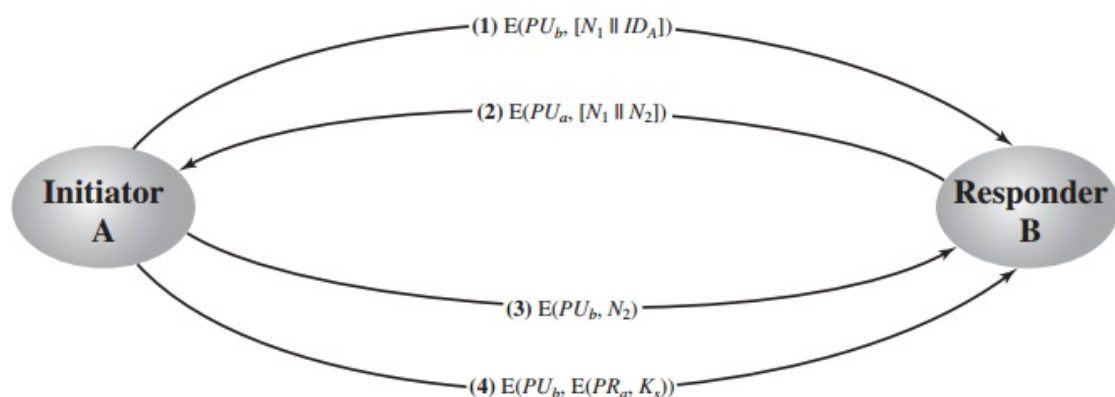 (1) E(PU_b, [N_1 || ID_A])
(2) E(PU_a, [N_1 || N_2])
Initiator
A
Responder
B
(3) E(PU_b, N_2)
(4) E(PU_b, E(PR_a, K_s))